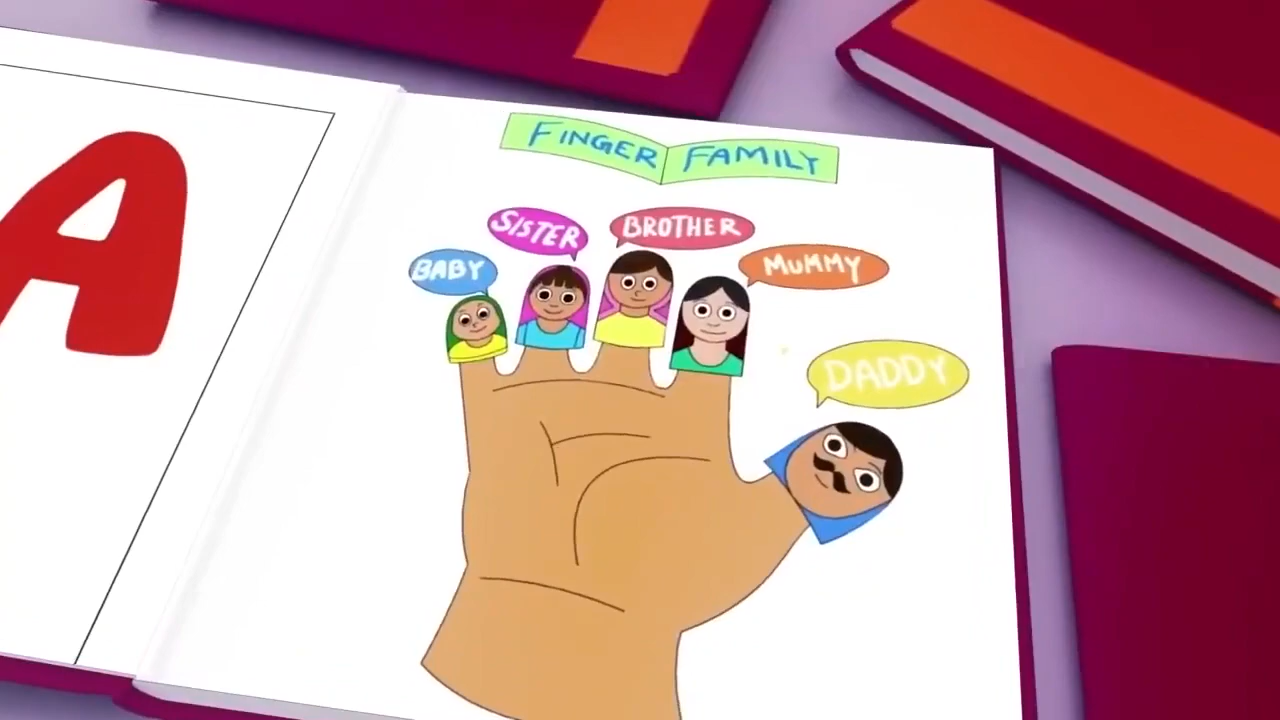 A
FINGER FAMILY
SISTER
BROTHER
BABY
MUMMY
DADDY